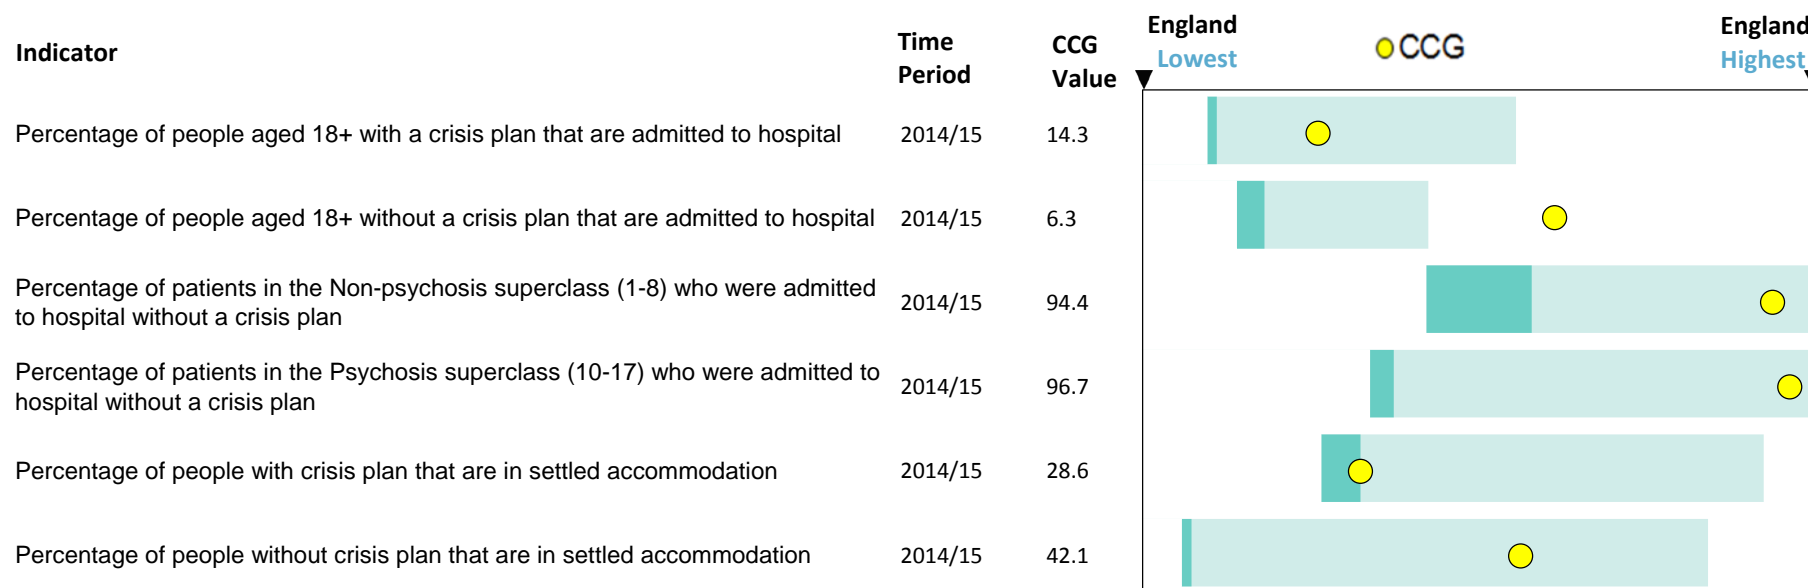 Indicator
Time Period
CCG Value
England Lowest
CCG
England Highest
Percentage of people aged 18+ with a crisis plan that are admitted to hospital 2014/15 14.3
Percentage of people aged 18+ without a crisis plan that are admitted to hospital 2014/15 6.3
Percentage of patients in the Non-psychosis superclass (1-8) who were admitted
to hospital without a crisis plan
2014/15 94.4
Percentage of patients in the Psychosis superclass (10-17) who were admitted to
hospital without a crisis plan
2014/15 96.7
Percentage of people with crisis plan that are in settled accommodation 2014/15 28.6
Percentage of people without crisis plan that are in settled accommodation 2014/15 42.1